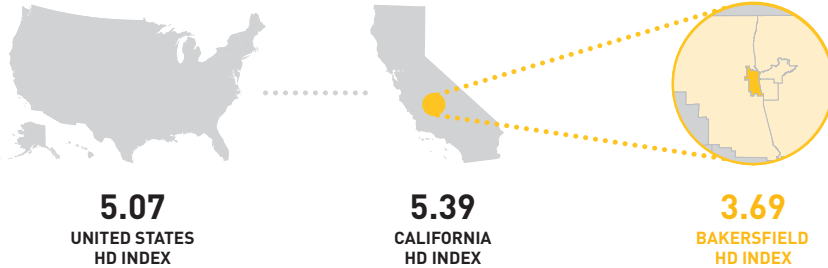 5.07
UNITED STATES
HD INDEX
5.39
CALIFORNIA
HD INDEX
3.69
BAKERSFIELD
HD INDEX